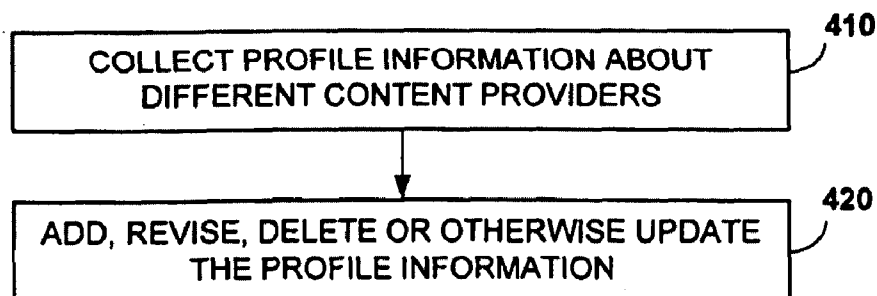 410
COLLECT PROFILE INFORMATION ABOUT
DIFFERENT CONTENT PROVIDERS
420
ADD, REVISE, DELETE OR OTHERWISE UPDATE
THE PROFILE INFORMATION